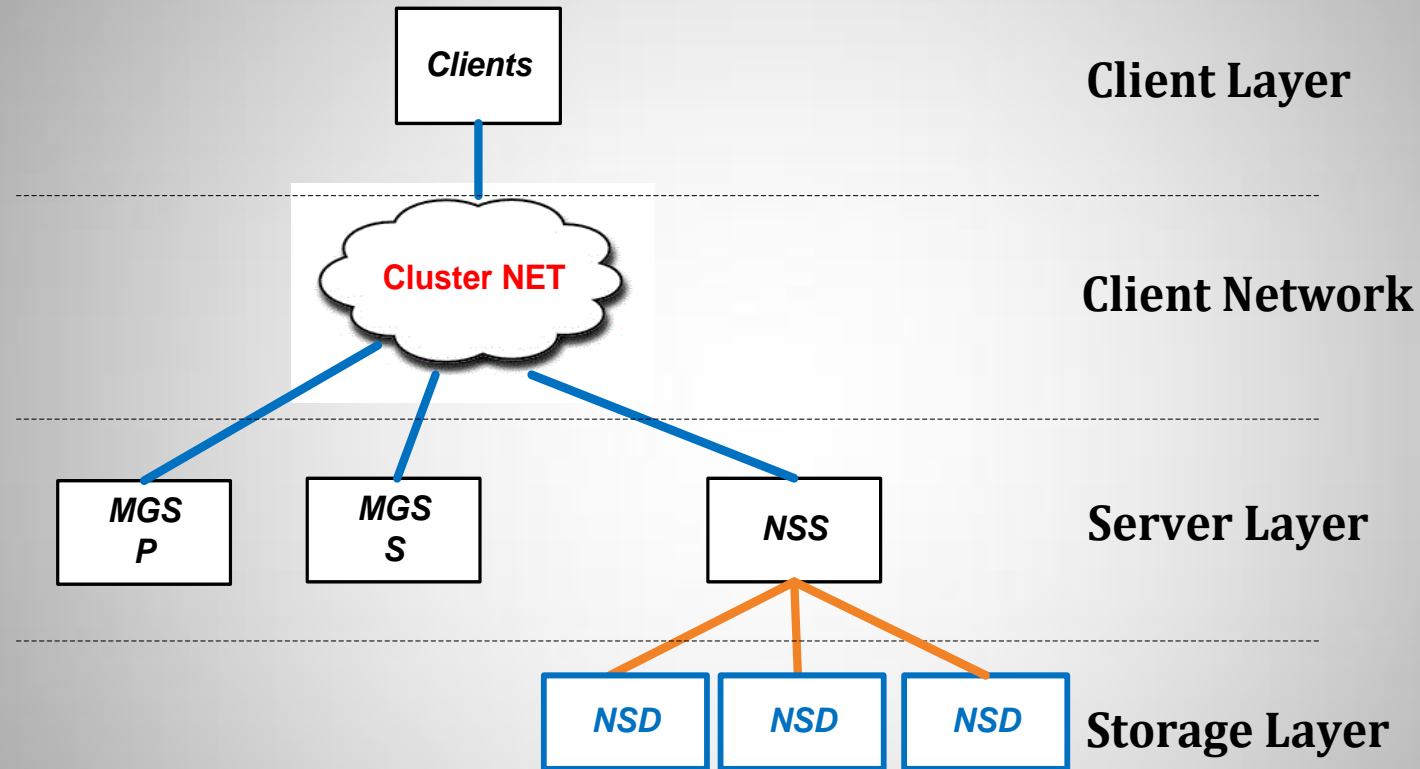 Clients
Client Layer
Cluster NET
Client Network
MGS
P
MGS
S
NSS
Server Layer
NSD
NSD
NSD
Storage Layer